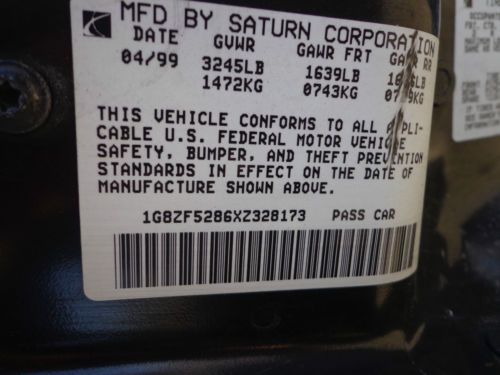 MFD BY SATURN CORPORATION
DATE GVWR GAWR FRT GAWR RR
04/99 3245LB 1639LB
1472KG 0743KG
THIS VEHICLE CONFORMS TO ALL APPLI-
CABLE U.S. FEDERAL MOTOR VEHICLE
SAFETY, BUMPER, AND THEFT PREVENTION
STANDARDS IN EFFECT ON THE DATE OF
MANUFACTURE SHOWN ABOVE.
1G8ZF5286XZ328173 PASS CAR